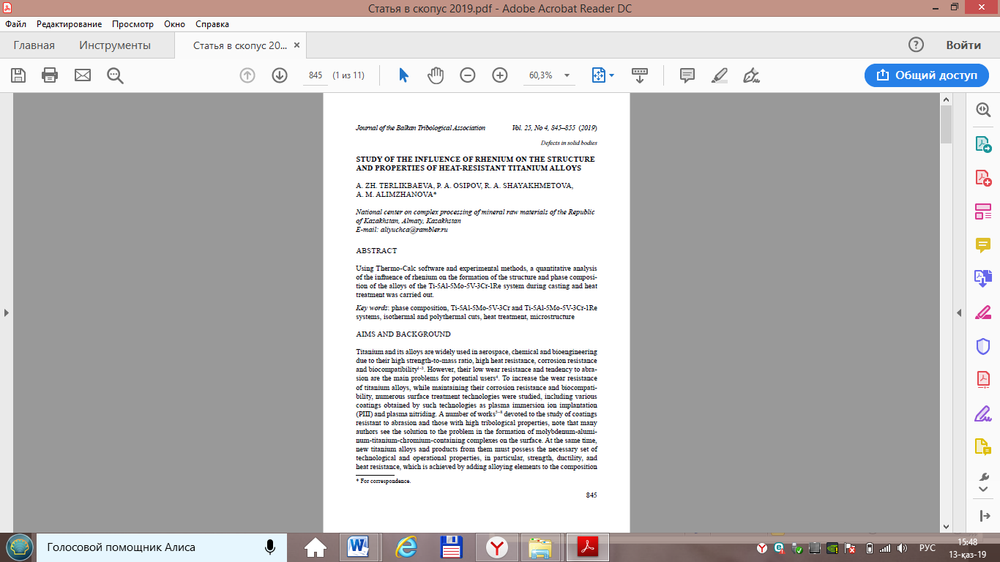 Статья в скопус 2019.pdf - Adobe Acrobat Reader DC
Файл Редактирование Просмотр Окно Справка
Главная Инструменты Статья в скопус 20... × Войти
845 (1 из 11) 60,3% Общий доступ
Journal of the Balkan Tribological Association Vol. 25, No 4, 845–855 (2019)
Defects in solid bodies
STUDY OF THE INFLUENCE OF RHENIUM ON THE STRUCTURE
AND PROPERTIES OF HEAT-RESISTANT TITANIUM ALLOYS
A. ZH. TERLIKBAEVA, P. A. OSIPOV, R. A. SHAYAKHMETOVA,
A. M. ALIMZHANOVA*
National center on complex processing of mineral raw materials of the Republic
of Kazakhstan, Almaty, Kazakhstan
E-mail: aliyuchca@rambler.ru
ABSTRACT
Using Thermo-Calc software and experimental methods, a quantitative analysis
of the influence of rhenium on the formation of the structure and phase composi-
tion of the alloys of the Ti-5Al-5Mo-5V-3Cr-1Re system during casting and heat
treatment was carried out.
Key words: phase composition, Ti-5Al-5Mo-5V-3Cr and Ti-5Al-5Mo-5V-3Cr-1Re
systems, isothermal and polythermal cuts, heat treatment, microstructure
AIMS AND BACKGROUND
Titanium and its alloys are widely used in aerospace, chemical and bioengineering
due to their high strength-to-mass ratio, high heat resistance, corrosion resistance
and biocompatibility¹⁻³. However, their low wear resistance and tendency to abra-
sion are the main problems for potential users⁴. To increase the wear resistance
of titanium alloys, while maintaining their corrosion resistance and biocompati-
bility, numerous surface treatment technologies were studied, including various
coatings obtained by such technologies as plasma immersion ion implantation
(PIII) and plasma nitriding. A number of works⁵⁻⁸ devoted to the study of coatings
resistant to abrasion and those with high tribological properties, note that many
authors see the solution to the problem in the formation of molybdenum-alumi-
num-titanium-chromium-containing complexes on the surface. At the same time,
new titanium alloys and products from them must possess the necessary set of
technological and operational properties, in particular, strength, ductility, and
heat resistance, which is achieved by adding alloying elements to the composition
* For correspondence.
845
Голосовой помощник Алиса РУС 15:48
13-қаз-19